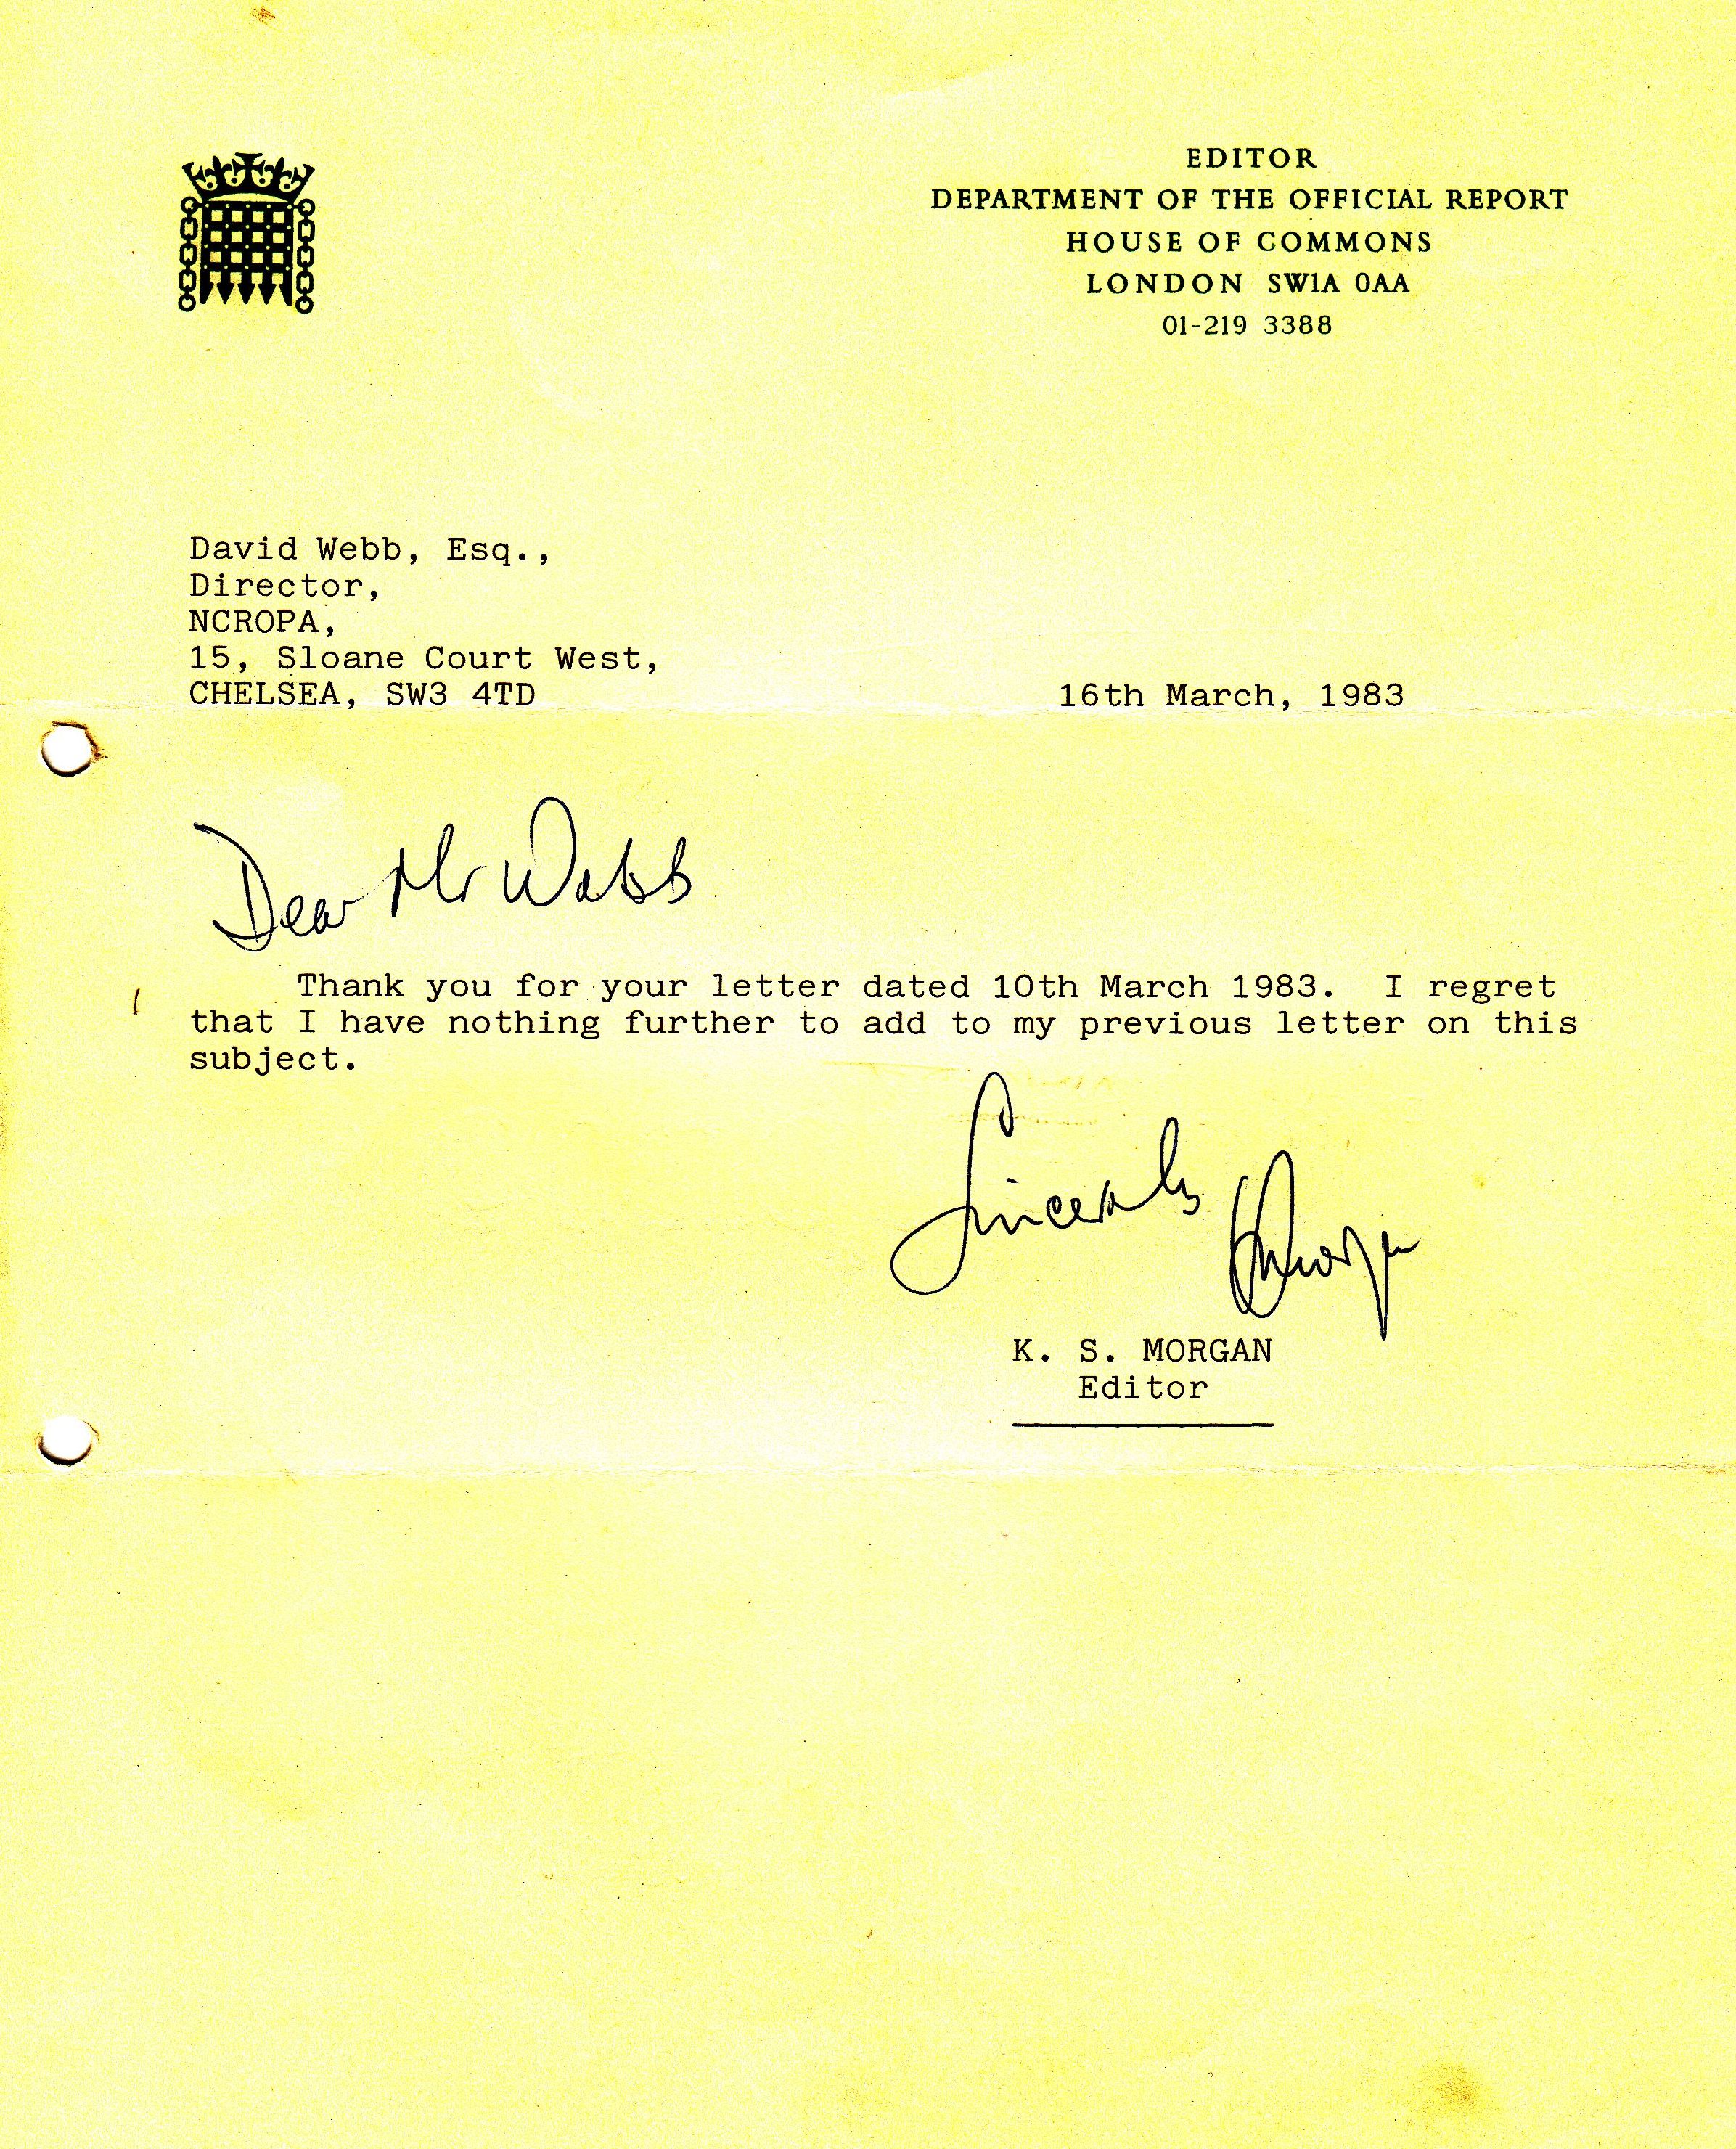 EDITOR
DEPARTMENT OF THE OFFICIAL REPORT
HOUSE OF COMMONS
LONDON SW1A 0AA
01-219 3388
David Webb, Esq.,
Director,
NCROPA,
15, Sloane Court West,
CHELSEA, SW3 4TD
16th March, 1983
Dear Mr Webb
Thank you for your letter dated 10th March 1983. I regret
that I have nothing further to add to my previous letter on this
subject.
Sincerely
K. S. MORGAN
Editor